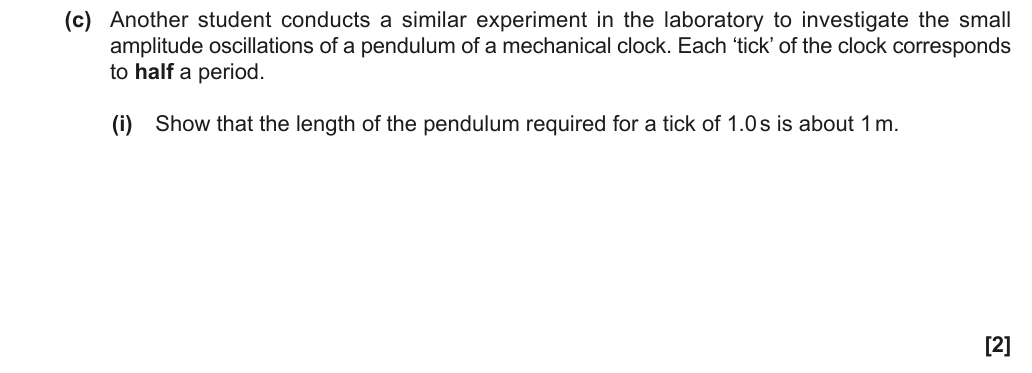 (c) Another student conducts a similar experiment in the laboratory to investigate the small
amplitude oscillations of a pendulum of a mechanical clock. Each ‘tick’ of the clock corresponds
to half a period.
(i) Show that the length of the pendulum required for a tick of 1.0 s is about 1 m.
[2]